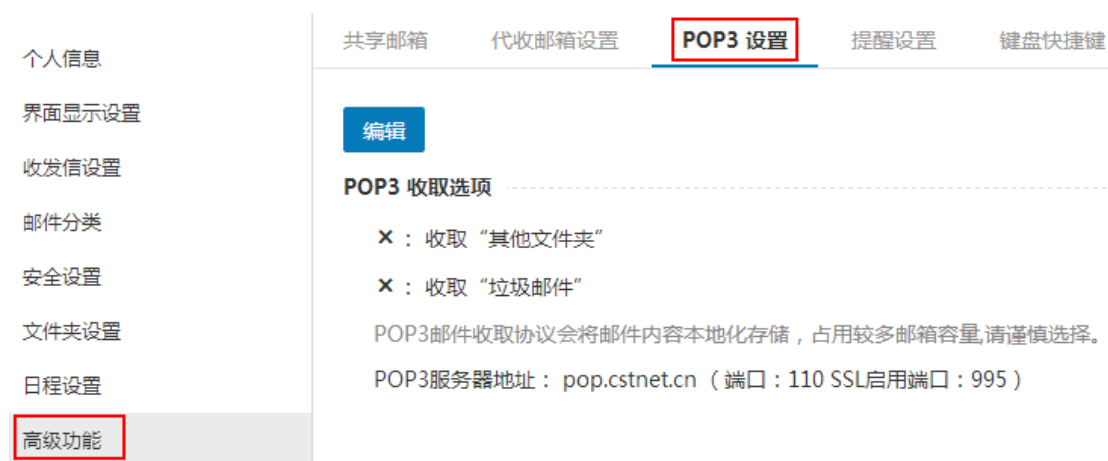 个人信息
界面显示设置
收发信设置
邮件分类
安全设置
文件夹设置
日程设置
高级功能
共享邮箱 代收邮箱设置 POP3 设置 提醒设置 键盘快捷键
编辑
POP3 收取选项
✕ ： 收取“其他文件夹”
✕ ： 收取“垃圾邮件”
POP3邮件收取协议会将邮件内容本地化存储，占用较多邮箱容量,请谨慎选择。
POP3服务器地址： pop.cstnet.cn （端口：110 SSL启用端口：995）